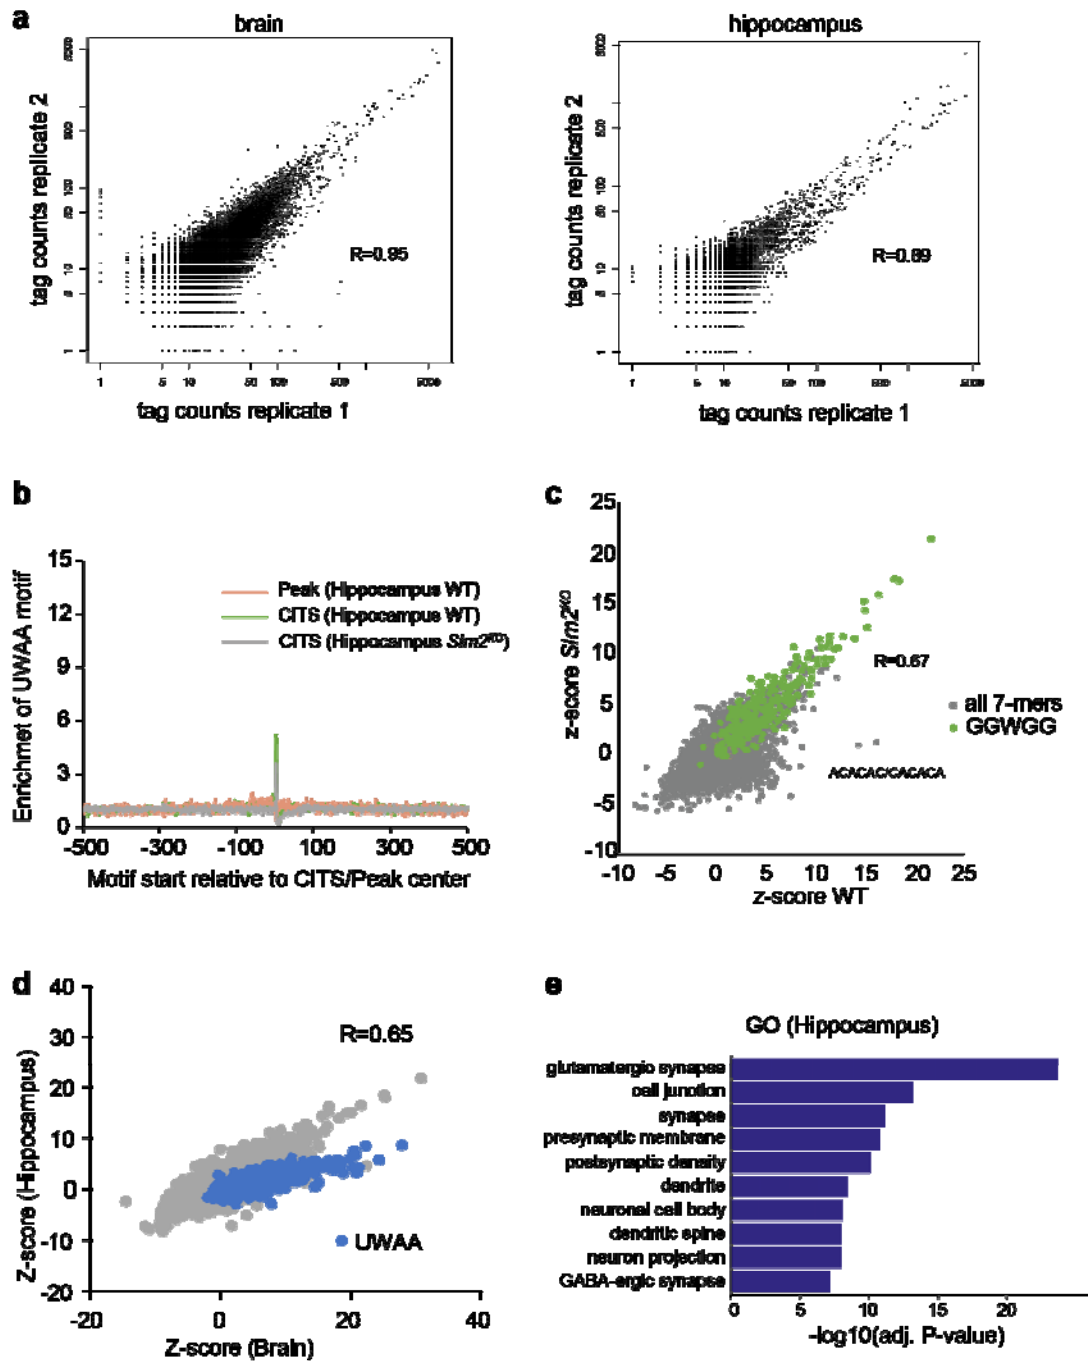 a
brain
tag counts replicate 2
R=0.95
1 5 10 50 100 500 5000
tag counts replicate 1
hippocampus
tag counts replicate 2
R=0.89
1 5 10 50 100 500 5000
tag counts replicate 1
b
Enrichmet of UWAA motif
15
12
9
6
3
0
Peak (Hippocampus WT)
CITS (Hippocampus WT)
CITS (Hippocampus Slm2KO)
-500 -300 -100 100 300 500
Motif start relative to CITS/Peak center
c
z-score Slm2KO
25
20
15
10
5
0
-5
-10
R=0.67
all 7-mers
GGWGG
ACACAC/CACACA
-10 -5 0 5 10 15 20 25
z-score WT
d
Z-score (Hippocampus)
40
30
20
10
0
-10
-20
R=0.65
UWAA
-20 0 20 40
Z-score (Brain)
e
GO (Hippocampus)
glutamatergic synapse
cell junction
synapse
presynaptic membrane
postsynaptic density
dendrite
neuronal cell body
dendritic spine
neuron projection
GABA-ergic synapse
0 5 10 15 20
-log10(adj. P-value)